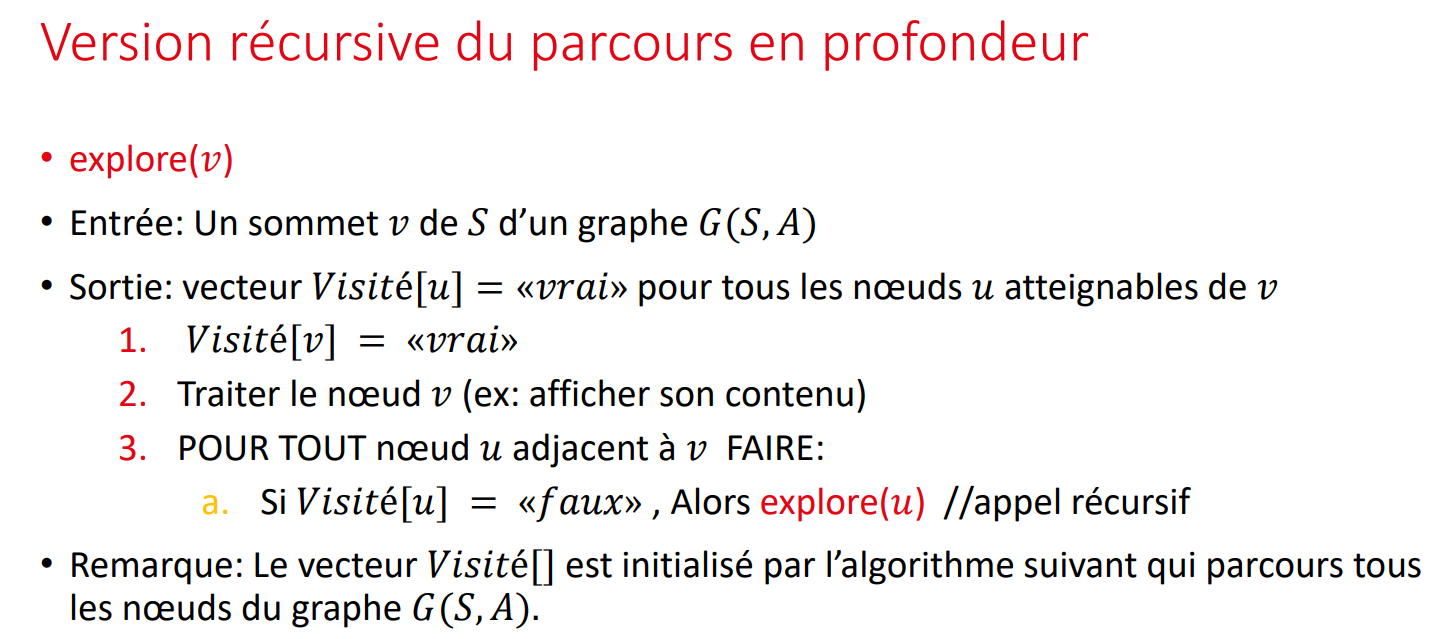 Version récursive du parcours en profondeur
• explore(𝑣)
• Entrée: Un sommet 𝑣 de 𝑆 d’un graphe 𝐺(𝑆, 𝐴)
• Sortie: vecteur 𝑉𝑖𝑠𝑖𝑡é[𝑢] = «𝑣𝑟𝑎𝑖» pour tous les nœuds 𝑢 atteignables de 𝑣
1. 𝑉𝑖𝑠𝑖𝑡é[𝑣] = «𝑣𝑟𝑎𝑖»
2. Traiter le nœud 𝑣 (ex: afficher son contenu)
3. POUR TOUT nœud 𝑢 adjacent à 𝑣 FAIRE:
a. Si 𝑉𝑖𝑠𝑖𝑡é[𝑢] = «𝑓𝑎𝑢𝑥» , Alors explore(𝑢) //appel récursif
• Remarque: Le vecteur 𝑉𝑖𝑠𝑖𝑡é[] est initialisé par l’algorithme suivant qui parcours tous
les nœuds du graphe 𝐺(𝑆, 𝐴).